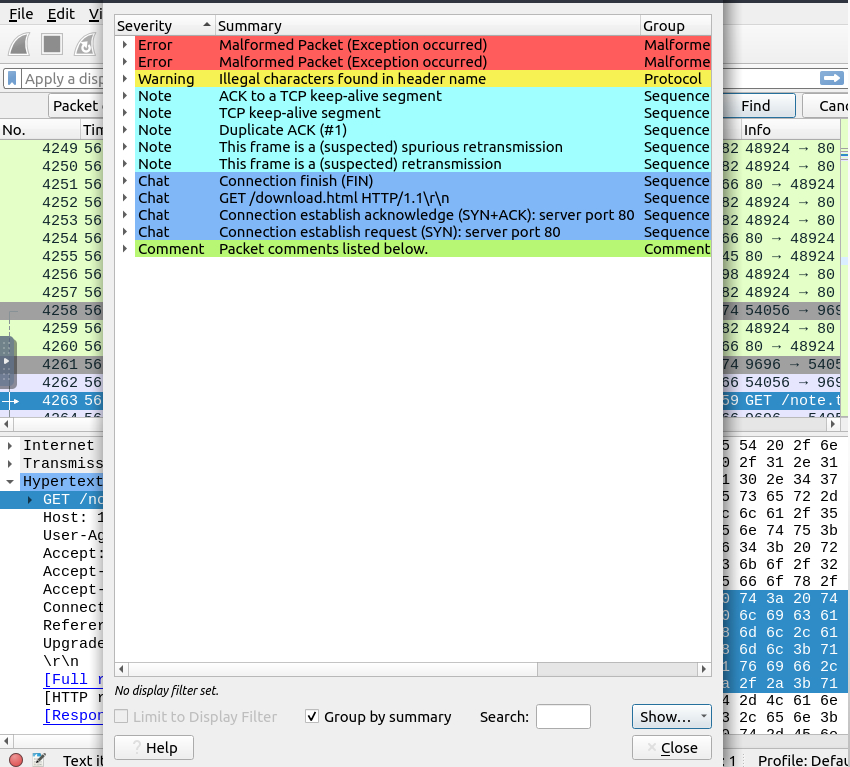 File Edit Vi
Severity Summary Group
Error Malformed Packet (Exception occurred) Malforme
Error Malformed Packet (Exception occurred) Malforme
Warning Illegal characters found in header name Protocol
Note ACK to a TCP keep-alive segment Sequence
Note TCP keep-alive segment Sequence
Note Duplicate ACK (#1) Sequence
Note This frame is a (suspected) spurious retransmission Sequence
Note This frame is a (suspected) retransmission Sequence
Chat Connection finish (FIN) Sequence
Chat GET /download.html HTTP/1.1\r\n Sequence
Chat Connection establish acknowledge (SYN+ACK): server port 80 Sequence
Chat Connection establish request (SYN): server port 80 Sequence
Comment Packet comments listed below. Comment
No display filter set.
Limit to Display Filter Group by summary Search: Show...
? Help × Close
Apply a disp
Packet Find Canc
No. Tim Info
4249 56 82 48924 → 80
4250 56 82 48924 → 80
4251 56 66 80 → 48924
4252 56 82 48924 → 80
4253 56 82 48924 → 80
4254 56 66 80 → 48924
4255 56 45 80 → 48924
4256 56 98 48924 → 80
4257 56 82 48924 → 80
4258 56 74 54056 → 969
4259 56 82 48924 → 80
4260 56 66 80 → 48924
4261 56 74 9696 → 5405
4262 56 66 54056 → 969
4263 56 59 GET /note.t
4264 56 66 9696 → 5405
Internet
Transmiss
Hypertext
GET /no
Host: 1
User-Ag
Accept:
Accept-
Accept-
Connect
Referer
Upgrade
\r\n
[Full r
[HTTP r
[Respon
5 54 20 2f 6e
0 2f 31 2e 31
1 30 2e 34 37
5 73 65 72 2d
c 6c 61 2f 35
5 6e 74 75 3b
6 34 3b 20 72
3 6b 6f 2f 32
5 66 6f 78 2f
0 74 3a 20 74
0 6c 69 63 61
8 6d 6c 2c 61
8 6d 6c 3b 71
1 76 69 66 2c
a 2f 2a 3b 71
4 2d 4c 61 6e
3 2c 65 6e 3b
0 74 2d 45 6e
Text it : 1 Profile: Defau